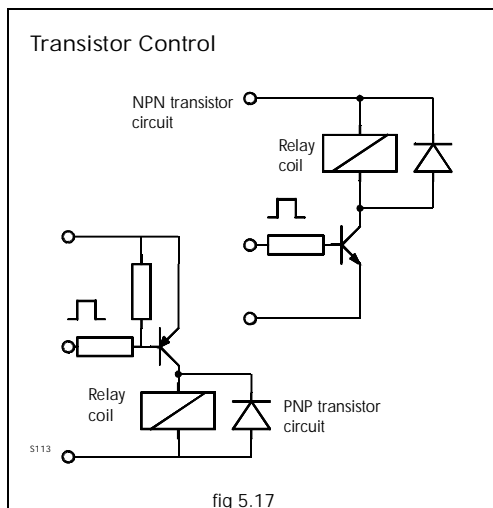 Transistor Control
NPN transistor
circuit
Relay
coil
Relay
coil
PNP transistor
circuit
S113
fig 5.17